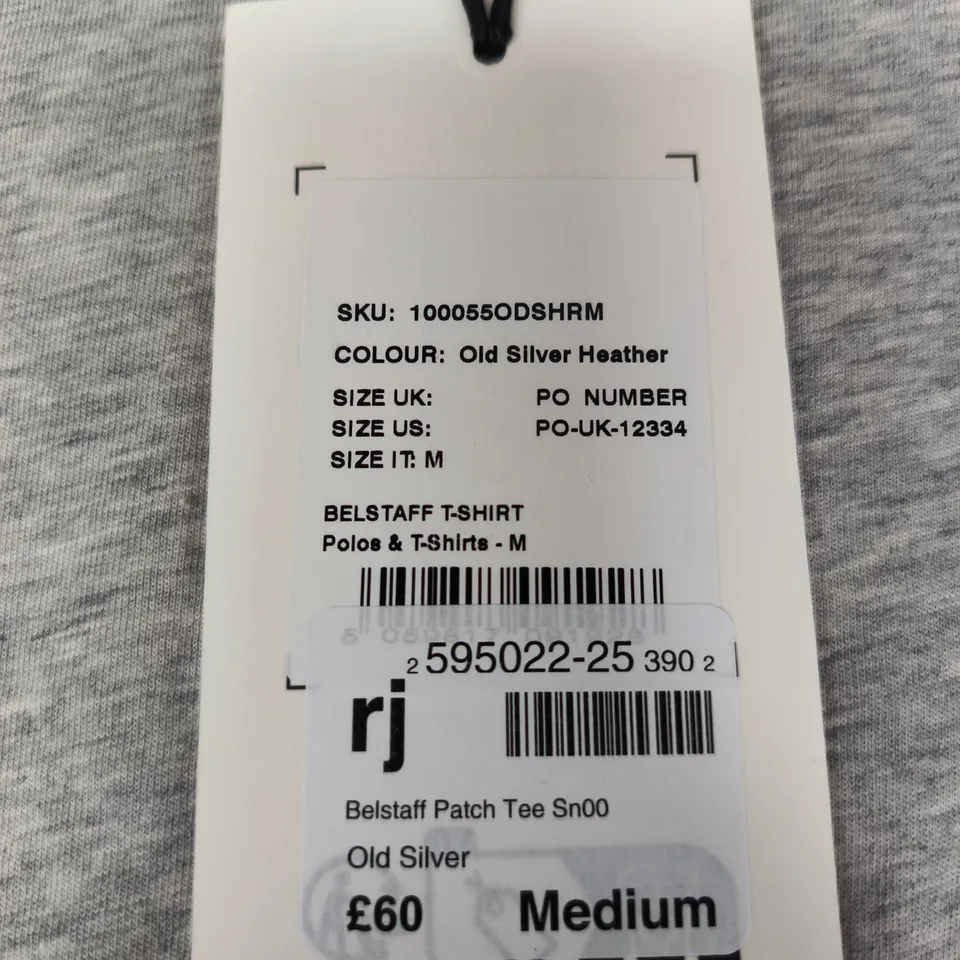 SKU: 100055ODSHRM
COLOUR: Old Silver Heather
SIZE UK: PO NUMBER
SIZE US: PO-UK-12334
SIZE IT: M
BELSTAFF T-SHIRT
Polos & T-Shirts - M
2 595022-25 390 2
rj
Belstaff Patch Tee Sn00
Old Silver
£60 Medium